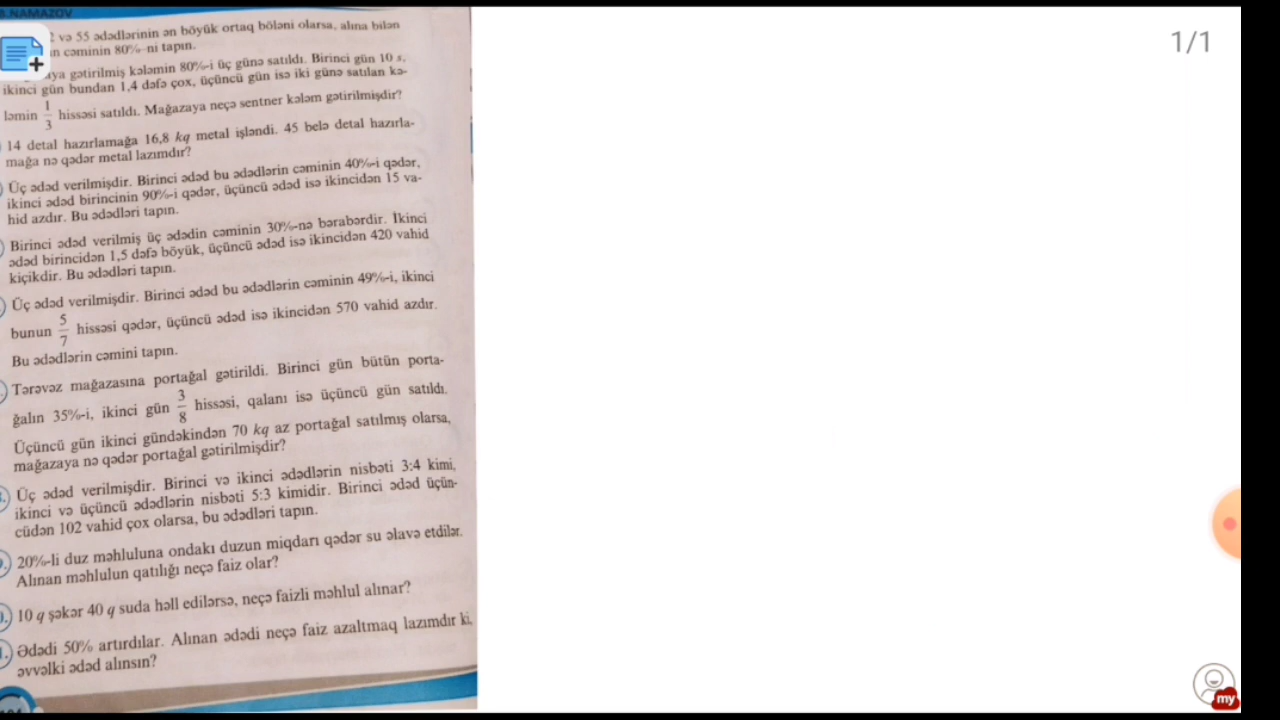 B.NAMAZOV
1/1
2 və 55 ədədlərinin ən böyük ortaq böləni olarsa, alına bilən
in cəminin 80%-ni tapın.
aya gətirilmiş kələmin 80%-i üç günə satıldı. Birinci gün 10 s,
ikinci gün bundan 1,4 dəfə çox, üçüncü gün isə iki günə satılan kə-
ləmin 1/3 hissəsi satıldı. Mağazaya neçə sentner kələm gətirilmişdir?
14 detal hazırlamağa 16,8 kq metal işləndi. 45 belə detal hazırla-
mağa nə qədər metal lazımdır?
Üç ədəd verilmişdir. Birinci ədəd bu ədədlərin cəminin 40%-i qədər,
ikinci ədəd birincinin 90%-i qədər, üçüncü ədəd isə ikincidən 15 va-
hid azdır. Bu ədədləri tapın.
Birinci ədəd verilmiş üç ədədin cəminin 30%-nə bərabərdir. İkinci
ədəd birincidən 1,5 dəfə böyük, üçüncü ədəd isə ikincidən 420 vahid
kiçikdir. Bu ədədləri tapın.
Üç ədəd verilmişdir. Birinci ədəd bu ədədlərin cəminin 49%-i, ikinci
bunun 5/7 hissəsi qədər, üçüncü ədəd isə ikincidən 570 vahid azdır.
Bu ədədlərin cəmini tapın.
Tərəvəz mağazasına portağal gətirildi. Birinci gün bütün porta-
ğalın 35%-i, ikinci gün 3/8 hissəsi, qalanı isə üçüncü gün satıldı.
Üçüncü gün ikinci gündəkindən 70 kq az portağal satılmış olarsa,
mağazaya nə qədər portağal gətirilmişdir?
Üç ədəd verilmişdir. Birinci və ikinci ədədlərin nisbəti 3:4 kimi,
ikinci və üçüncü ədədlərin nisbəti 5:3 kimidir. Birinci ədəd üçün-
cüdən 102 vahid çox olarsa, bu ədədləri tapın.
20%-li duz məhluluna ondakı duzun miqdarı qədər su əlavə etdilər.
Alınan məhlulun qatılığı neçə faiz olar?
10 q şəkər 40 q suda həll edilərsə, neçə faizli məhlul alınar?
Ədədi 50% artırdılar. Alınan ədədi neçə faiz azaltmaq lazımdır ki,
əvvəlki ədəd alınsın?
my